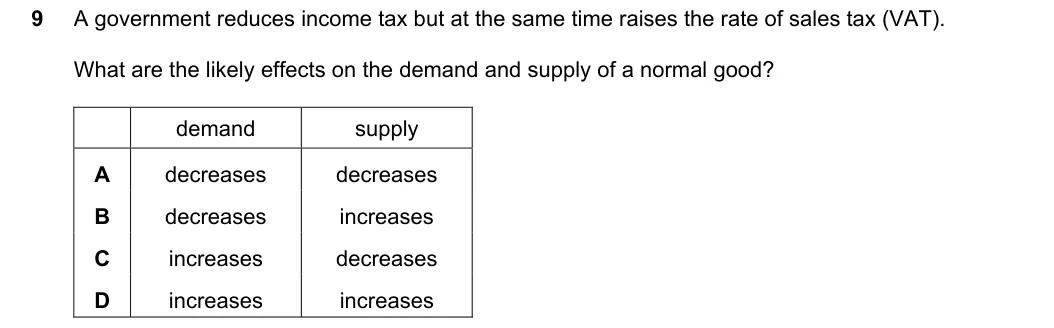 9 A government reduces income tax but at the same time raises the rate of sales tax (VAT).
What are the likely effects on the demand and supply of a normal good?
demand supply
A decreases decreases
B decreases increases
C increases decreases
D increases increases